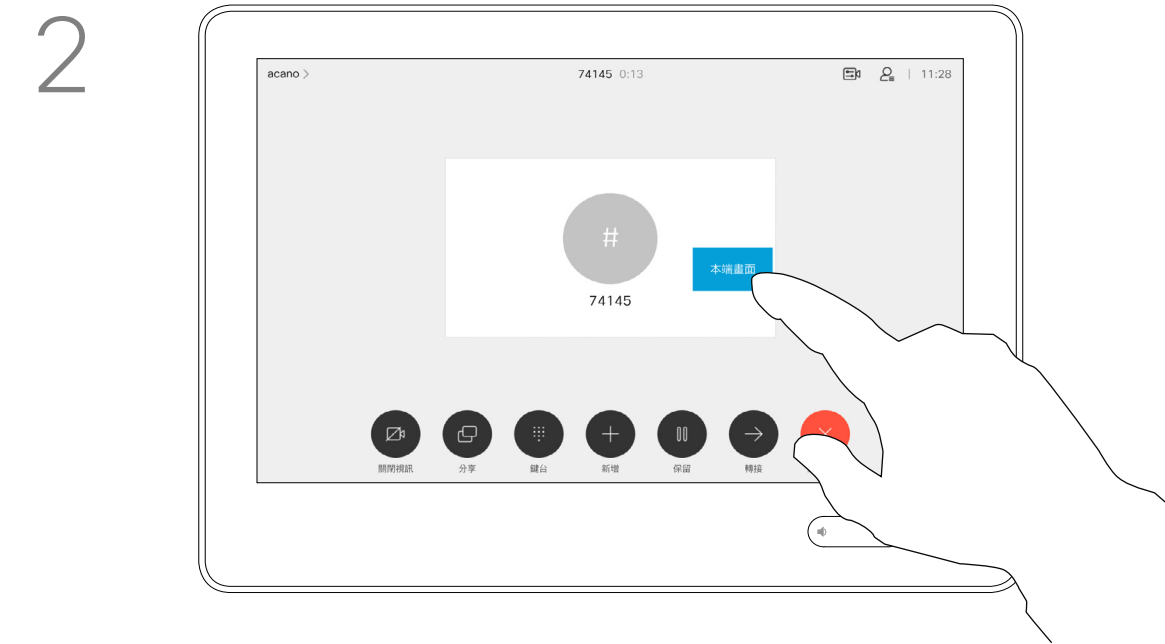 2
acano >
74145 0:13
11:28
#
本端畫面
74145
關閉視訊
分享
鍵台
新增
保留
轉接